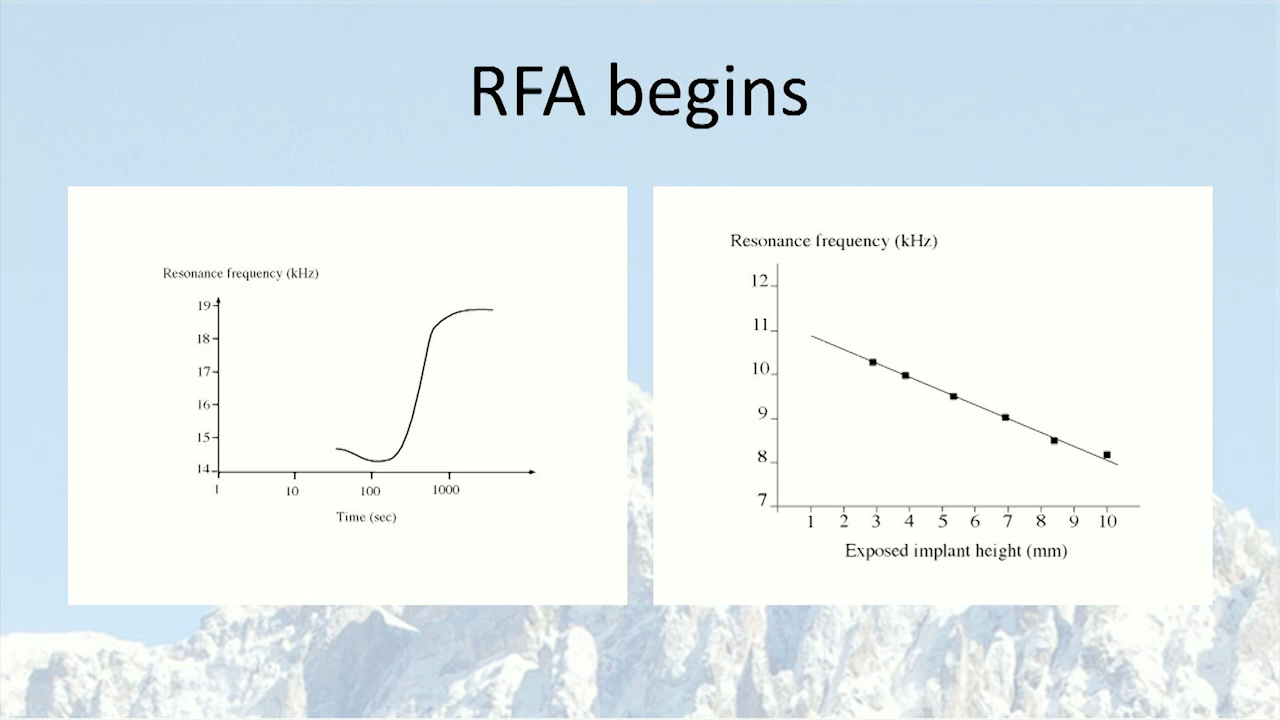 RFA begins
Resonance frequency (kHz)
19
18
17
16
15
14
1 10 100 1000
Time (sec)
Resonance frequency (kHz)
12
11
10
9
8
7
1 2 3 4 5 6 7 8 9 10
Exposed implant height (mm)